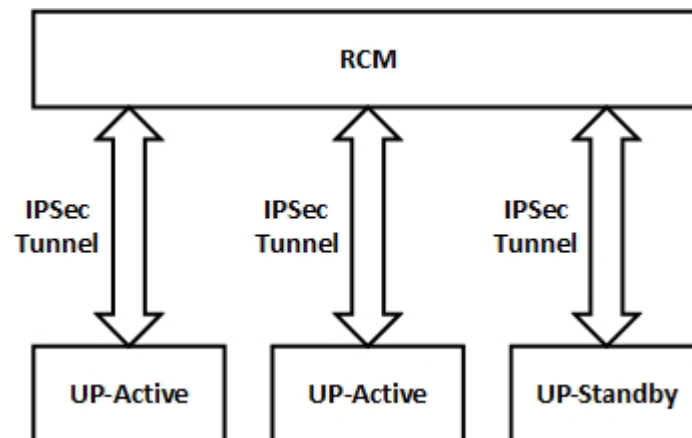 RCM
IPSec
Tunnel
IPSec
Tunnel
IPSec
Tunnel
UP-Active
UP-Active
UP-Standby